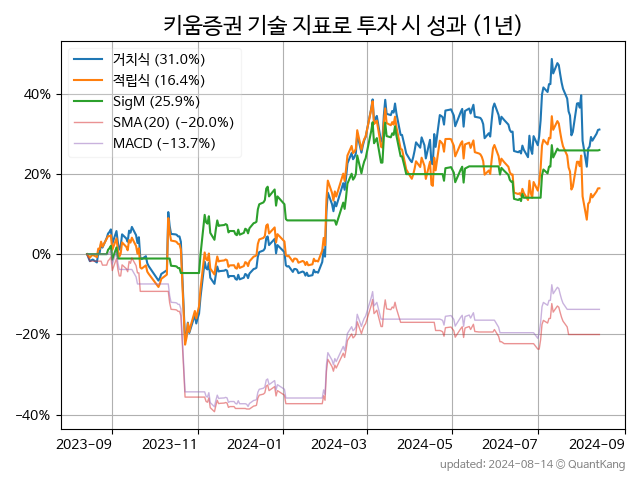 키움증권 기술 지표로 투자 시 성과 (1년)
거치식 (31.0%)
적립식 (16.4%)
SigM (25.9%)
SMA(20) (−20.0%)
MACD (−13.7%)
40%
20%
0%
−20%
−40%
2023-09 2023-11 2024-01 2024-03 2024-05 2024-07 2024-09
updated: 2024-08-14 © QuantKang